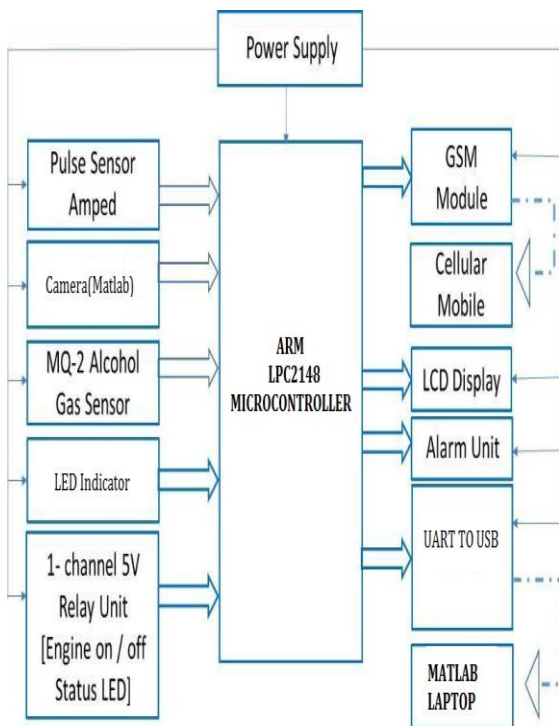 Power Supply
Pulse Sensor
Amped
Camera(Matlab)
MQ-2 Alcohol
Gas Sensor
LED Indicator
1- channel 5V
Relay Unit
[Engine on / off
Status LED]
ARM
LPC2148
MICROCONTROLLER
GSM
Module
Cellular
Mobile
LCD Display
Alarm Unit
UART TO USB
MATLAB
LAPTOP